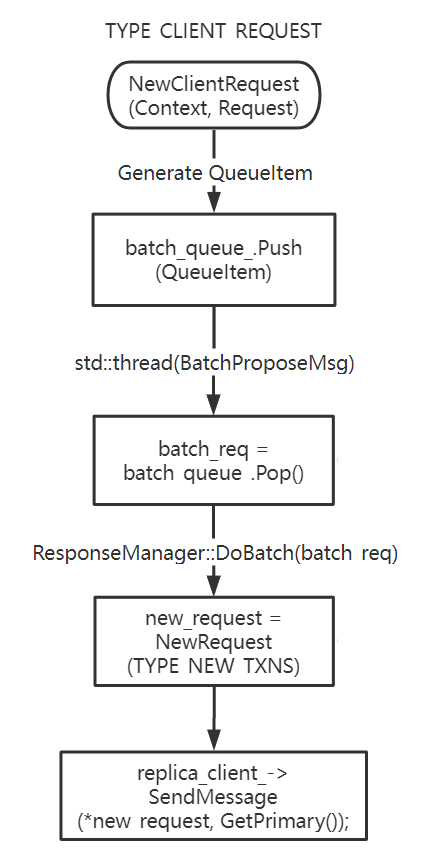 TYPE CLIENT REQUEST
NewClientRequest
(Context, Request)
Generate QueueItem
batch_queue_.Push
(QueueItem)
std::thread(BatchProposeMsg)
batch_req =
batch queue .Pop()
ResponseManager::DoBatch(batch req)
new_request =
NewRequest
(TYPE NEW TXNS)
replica_client_->
SendMessage
(*new request, GetPrimary());